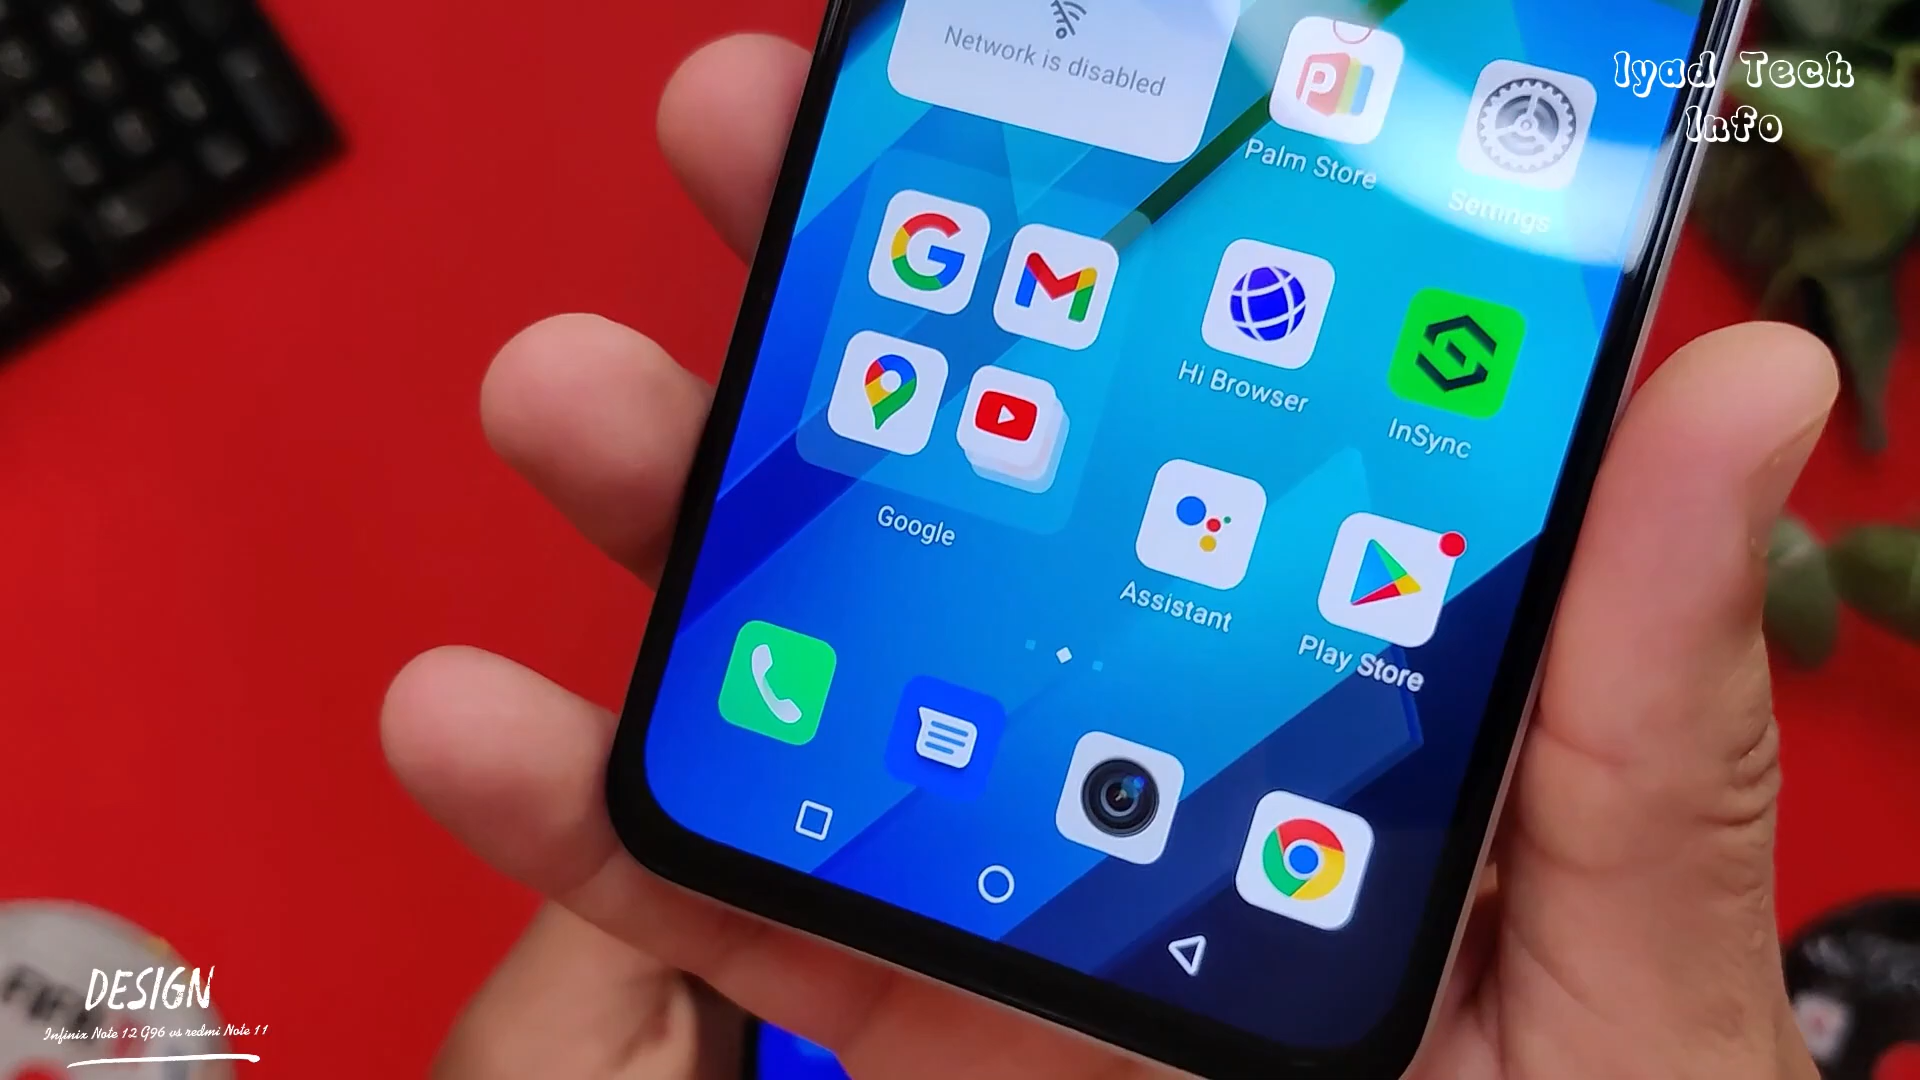 Network is disabled
Iyad Tech
Info
Palm Store
Settings
Hi Browser
InSync
Google
Assistant
Play Store
DESIGN
Infinix Note 12 G96 vs redmi Note 11